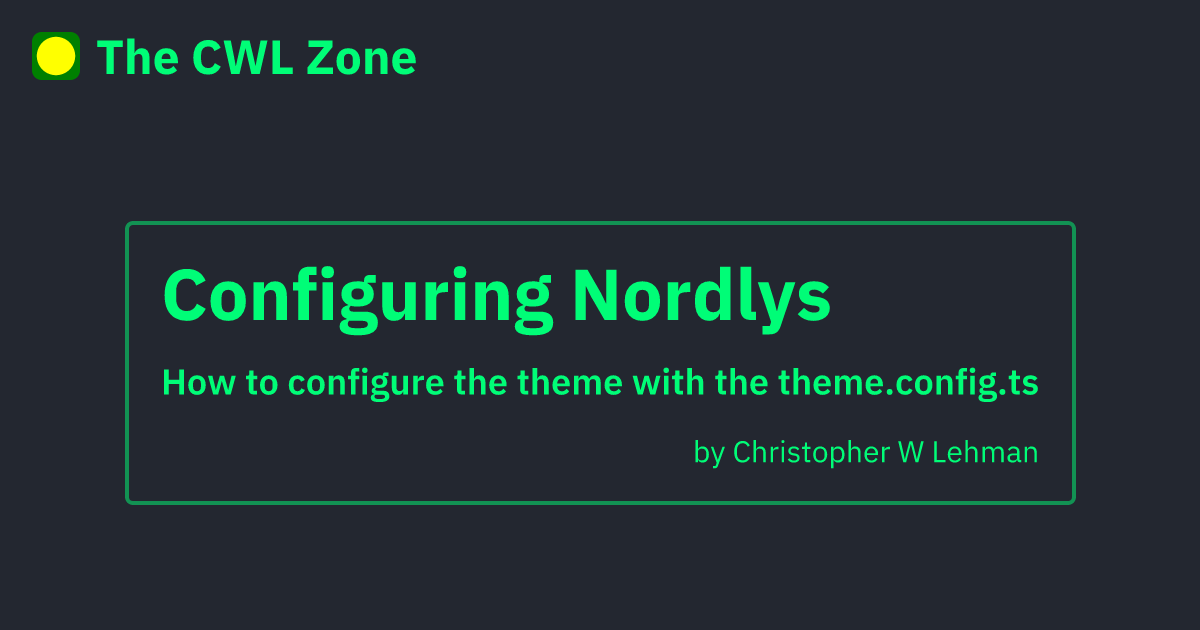 The CWL Zone
Configuring Nordlys
How to configure the theme with the theme.config.ts
by Christopher W Lehman